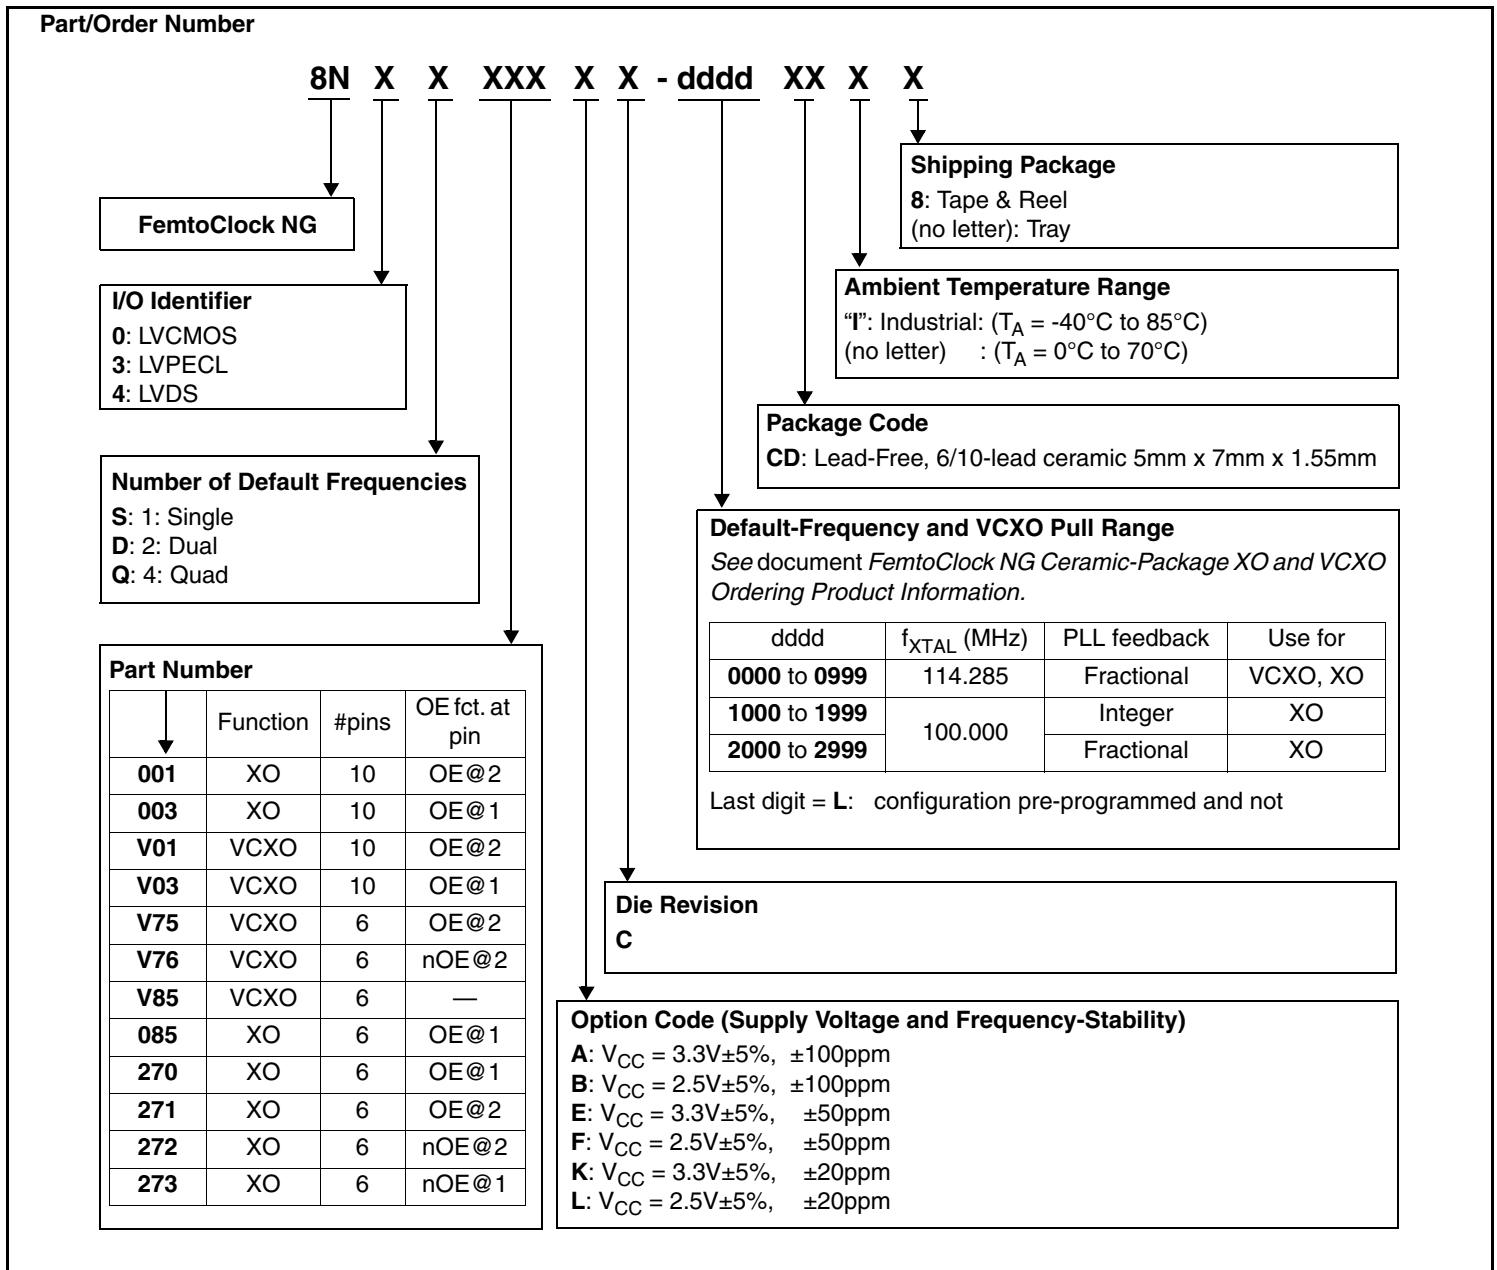 Part/Order Number
8N X X XXX X X - dddd XX X X
Shipping Package
8: Tape & Reel
(no letter): Tray
FemtoClock NG
Ambient Temperature Range
“I”: Industrial: (TA = -40°C to 85°C)
(no letter) : (TA = 0°C to 70°C)
I/O Identifier
0: LVCMOS
3: LVPECL
4: LVDS
Package Code
CD: Lead-Free, 6/10-lead ceramic 5mm x 7mm x 1.55mm
Number of Default Frequencies
S: 1: Single
D: 2: Dual
Q: 4: Quad
Default-Frequency and VCXO Pull Range
See document FemtoClock NG Ceramic-Package XO and VCXO
Ordering Product Information.
dddd fXTAL (MHz) PLL feedback Use for
0000 to 0999 114.285 Fractional VCXO, XO
1000 to 1999 100.000 Integer XO
2000 to 2999 Fractional XO
Last digit = L: configuration pre-programmed and not
Part Number
Function #pins OE fct. at
pin
001 XO 10 OE@2
003 XO 10 OE@1
V01 VCXO 10 OE@2
V03 VCXO 10 OE@1
V75 VCXO 6 OE@2
V76 VCXO 6 nOE@2
V85 VCXO 6 —
085 XO 6 OE@1
270 XO 6 OE@1
271 XO 6 OE@2
272 XO 6 nOE@2
273 XO 6 nOE@1
Die Revision
C
Option Code (Supply Voltage and Frequency-Stability)
A: VCC = 3.3V±5%, ±100ppm
B: VCC = 2.5V±5%, ±100ppm
E: VCC = 3.3V±5%, ±50ppm
F: VCC = 2.5V±5%, ±50ppm
K: VCC = 3.3V±5%, ±20ppm
L: VCC = 2.5V±5%, ±20ppm